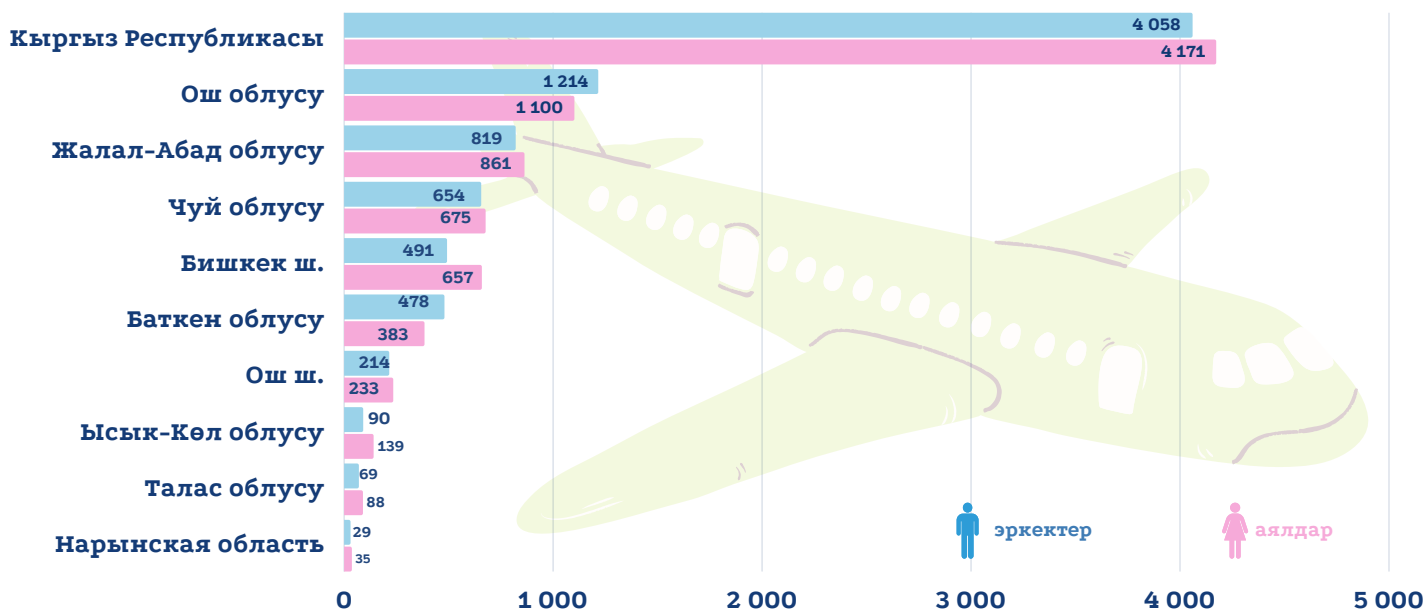 Кыргыз Республикасы
4 058
4 171
Ош облусу
1 214
1 100
Жалал-Абад облусу
819
861
Чуй облусу
654
675
Бишкек ш.
491
657
Баткен облусу
478
383
Ош ш.
214
233
Ысык-Көл облусу
90
139
Талас облусу
69
88
Нарынская область
29
35
эркектер
аялдар
0 1 000 2 000 3 000 4 000 5 000